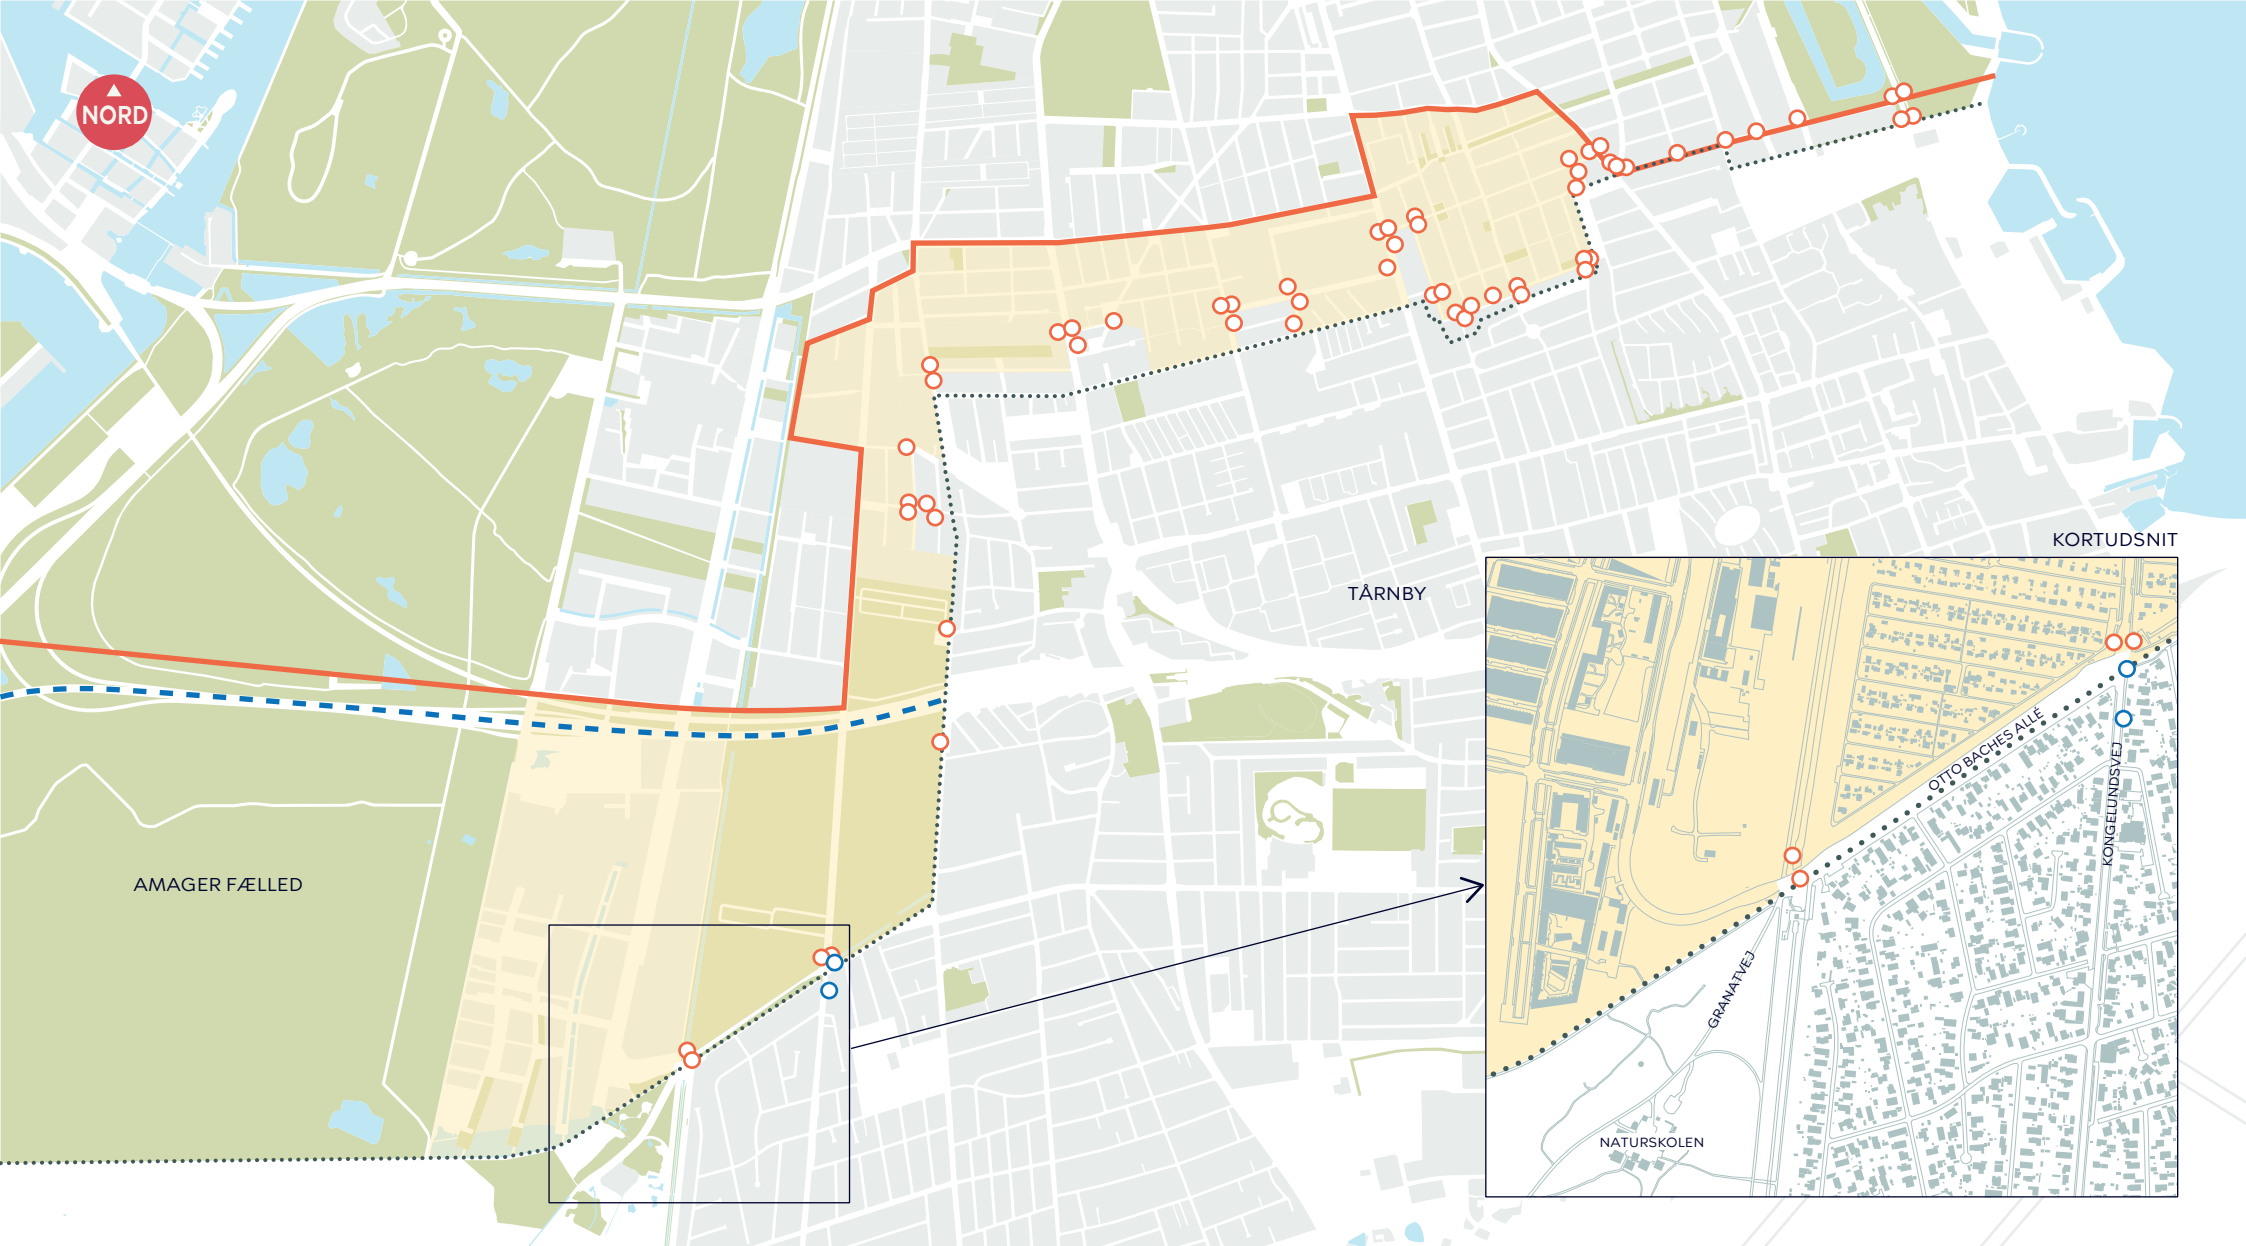 NORD
KORTUDSNIT
TÅRNBY
OTTO BACHES ALLÉ
KONGELUNDSVEJ
AMAGER FÆLLED
GRANATVEJ
NATURSKOLEN